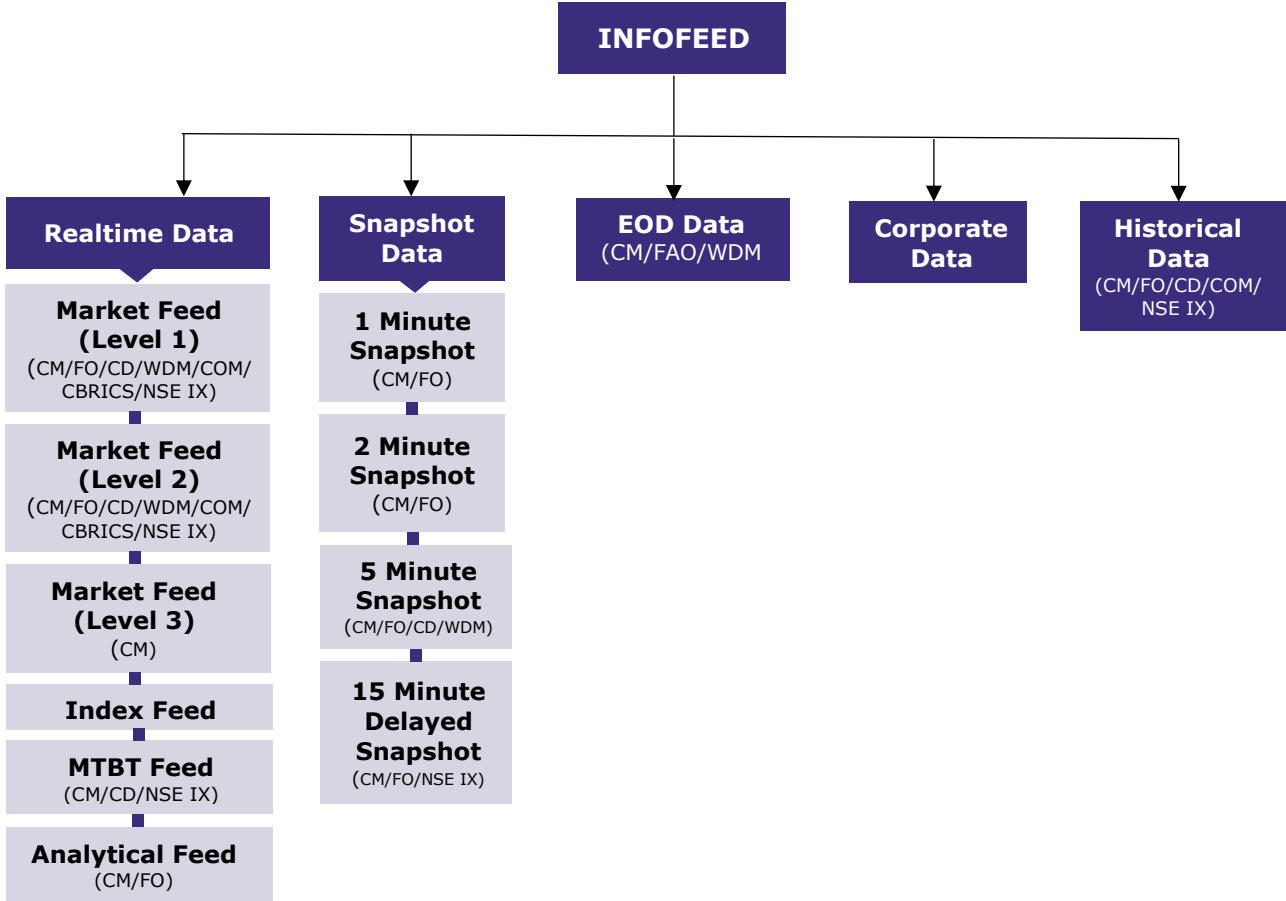 INFOFEED
Realtime Data
Market Feed
(Level 1)
(CM/FO/CD/WDM/COM/
CBRICS/NSE IX)
Market Feed
(Level 2)
(CM/FO/CD/WDM/COM/
CBRICS/NSE IX)
Market Feed
(Level 3)
(CM)
Index Feed
MTBT Feed
(CM/CD/NSE IX)
Analytical Feed
(CM/FO)
Snapshot
Data
1 Minute
Snapshot
(CM/FO)
2 Minute
Snapshot
(CM/FO)
5 Minute
Snapshot
(CM/FO/CD/WDM)
15 Minute
Delayed
Snapshot
(CM/FO/NSE IX)
EOD Data
(CM/FAO/WDM
Corporate
Data
Historical
Data
(CM/FO/CD/COM/
NSE IX)